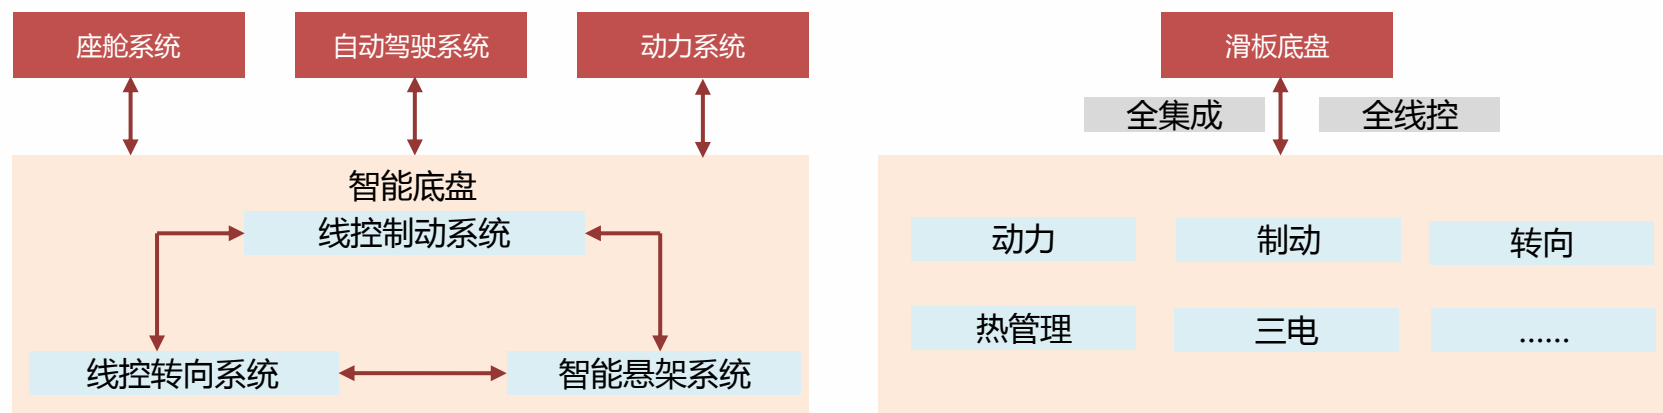 座舱系统
自动驾驶系统
动力系统
智能底盘
线控制动系统
线控转向系统
智能悬架系统
滑板底盘
全集成
全线控
动力
制动
转向
热管理
三电
......